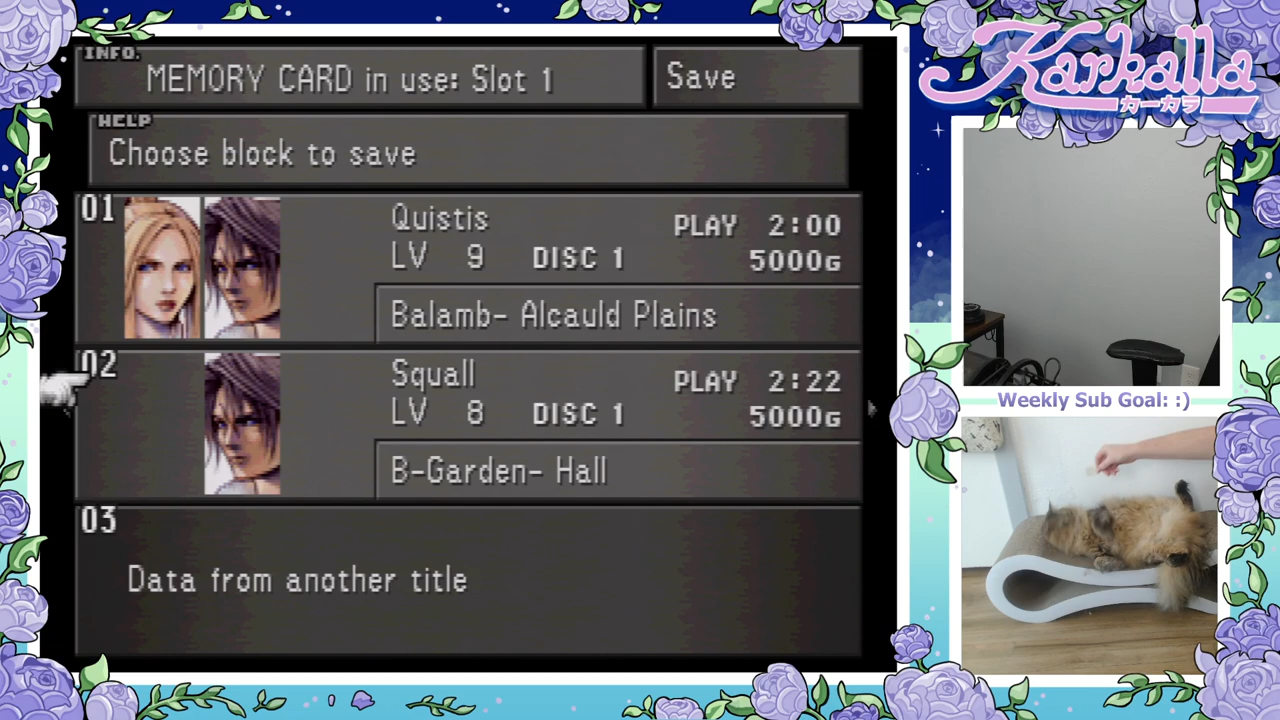 INFO.
MEMORY CARD in use: Slot 1
Save
HELP
Choose block to save
01
Quistis
PLAY 2:00
LV 9 DISC 1
5000G
Balamb- Alcauld Plains
02
Squall
PLAY 2:22
LV 8 DISC 1
5000G
B-Garden- Hall
03
Data from another title
Karkalla
カーカラ
Weekly Sub Goal: :)